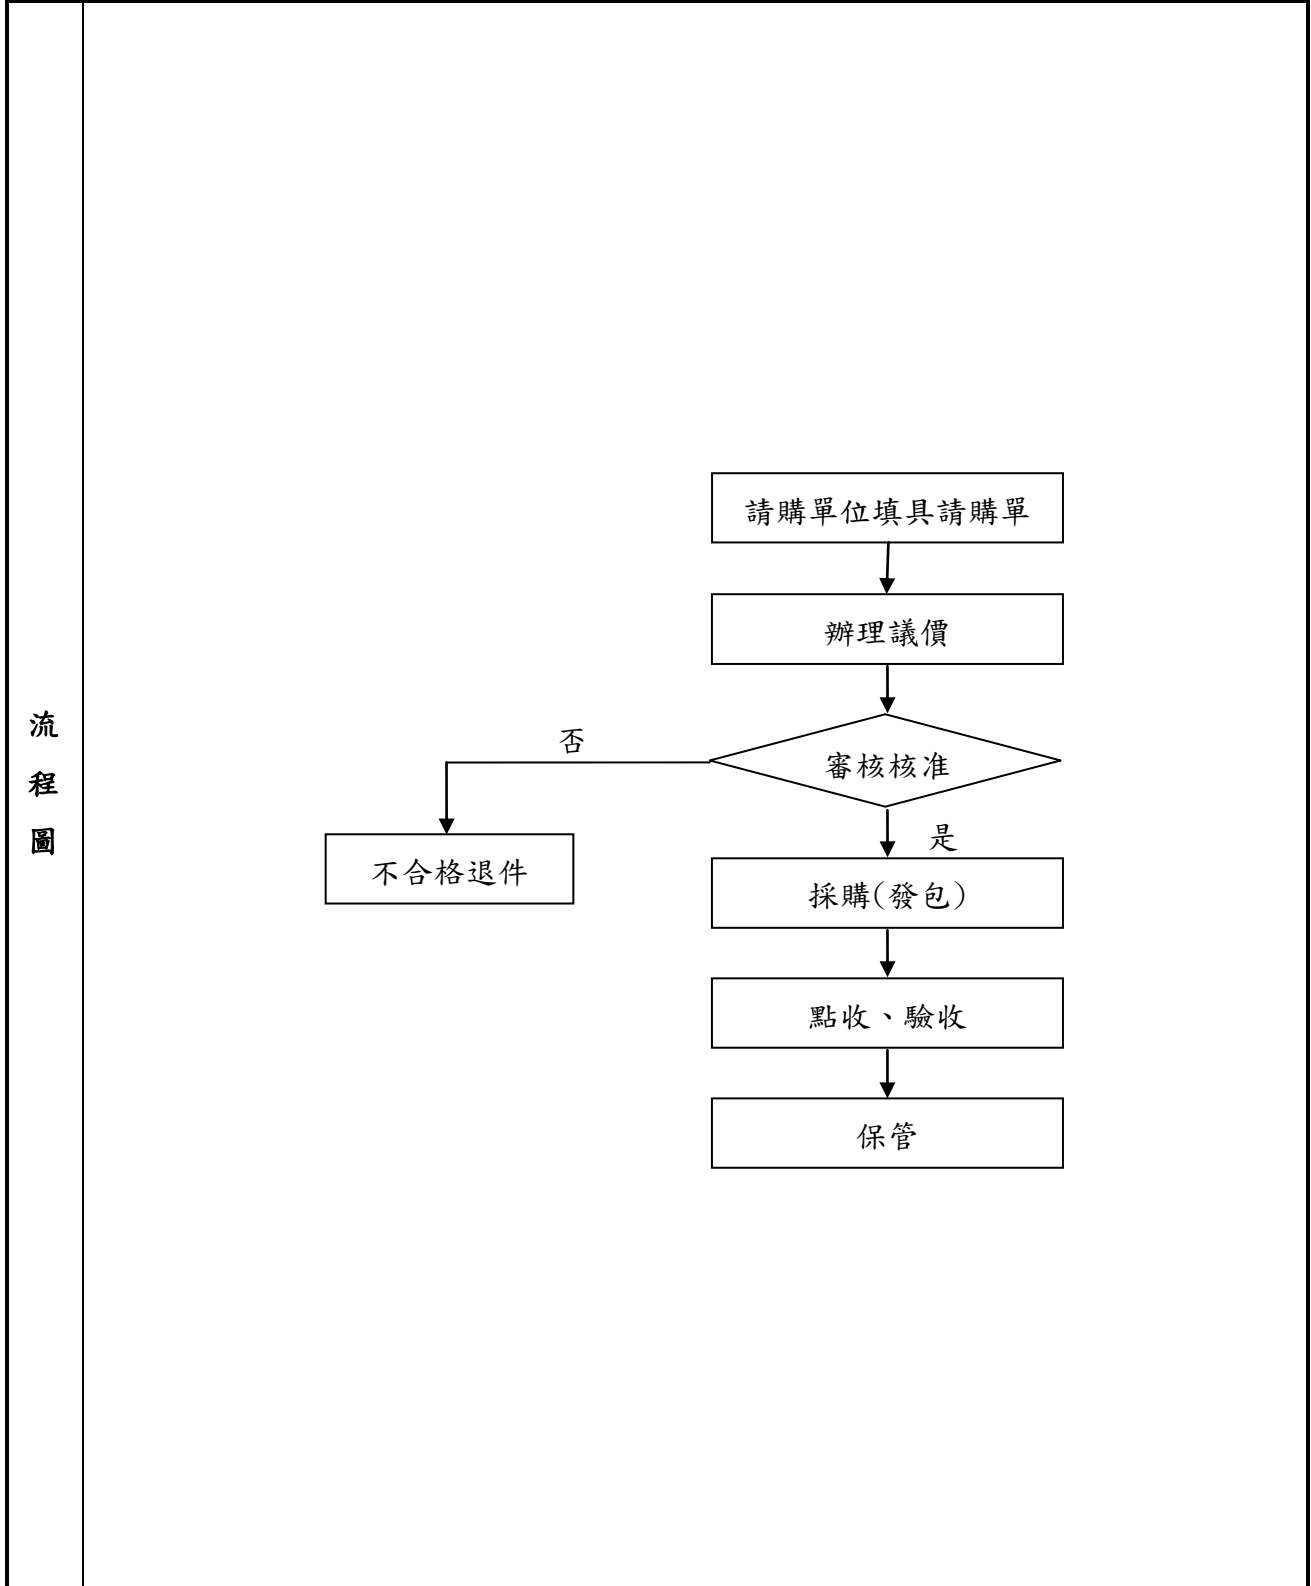 流
程
圖
請購單位填具請購單
辦理議價
審核核准
否
是
不合格退件
採購(發包)
點收、驗收
保管